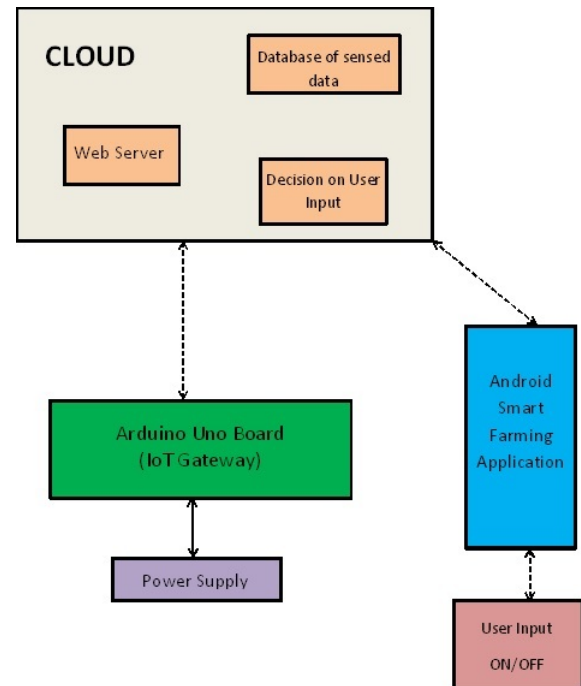 CLOUD
Database of sensed
data
Web Server
Decision on User
Input
Arduino Uno Board
(IoT Gateway)
Power Supply
Android
Smart
Farming
Application
User Input
ON/OFF